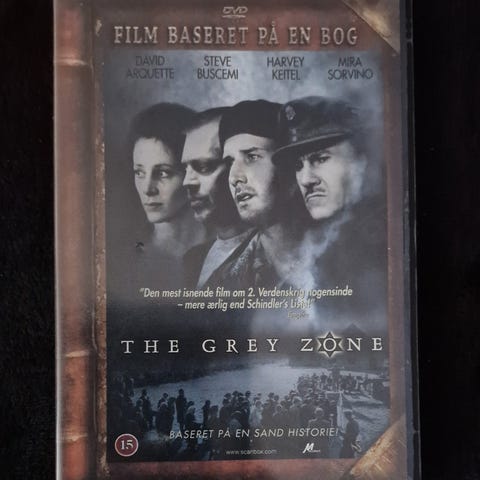 DVD
FILM BASERET PÅ EN BOG
DAVID STEVE HARVEY MIRA
ARQUETTE BUSCEMI KEITEL SORVINO
"Den mest isnende film om 2. Verdenskrig nogensinde
– mere ærlig end Schindler's Liste!"
THE GREY ZONE
BASERET PÅ EN SAND HISTORIE!
15
www.scanbox.com